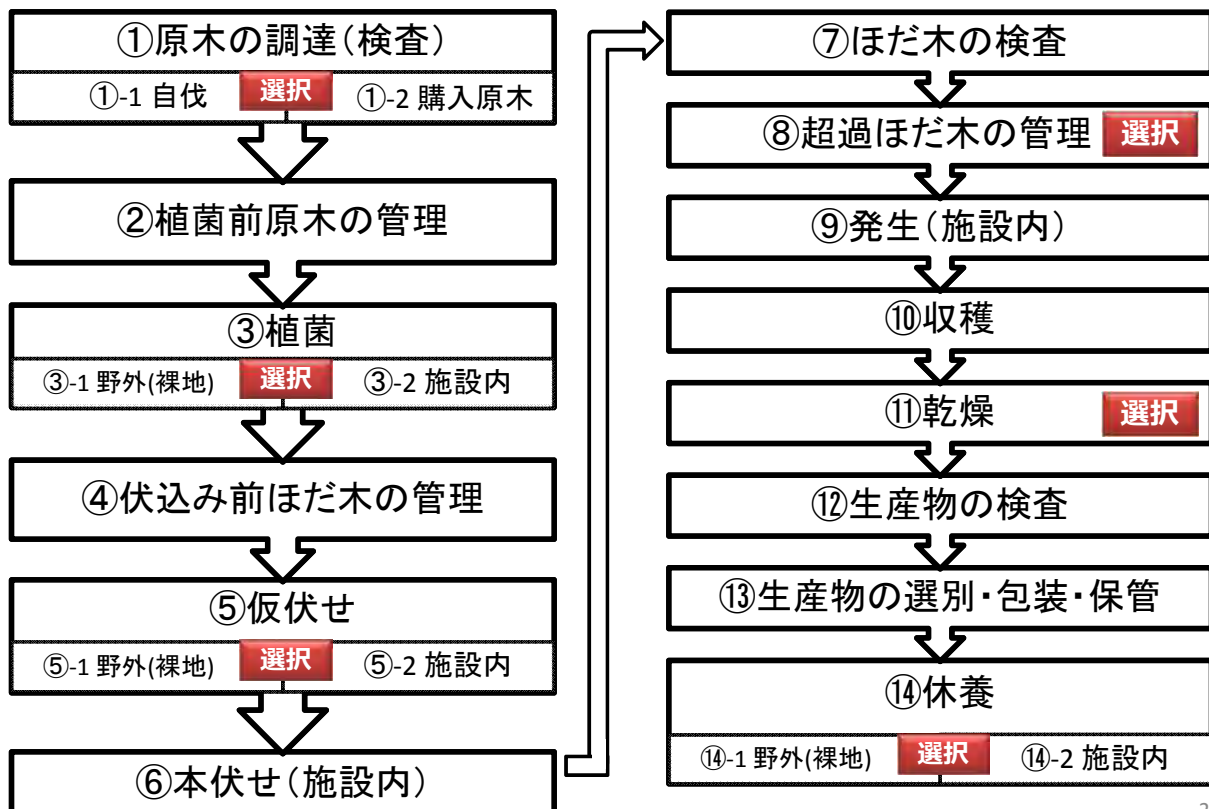 ①原木の調達(検査)
①-1 自伐 選択 ①-2 購入原木
②植菌前原木の管理
③植菌
③-1 野外(裸地) 選択 ③-2 施設内
④伏込み前ほだ木の管理
⑤仮伏せ
⑤-1 野外(裸地) 選択 ⑤-2 施設内
⑥本伏せ(施設内)
⑦ほだ木の検査
⑧超過ほだ木の管理 選択
⑨発生(施設内)
⑩収穫
⑪乾燥 選択
⑫生産物の検査
⑬生産物の選別・包装・保管
⑭休養
⑭-1 野外(裸地) 選択 ⑭-2 施設内